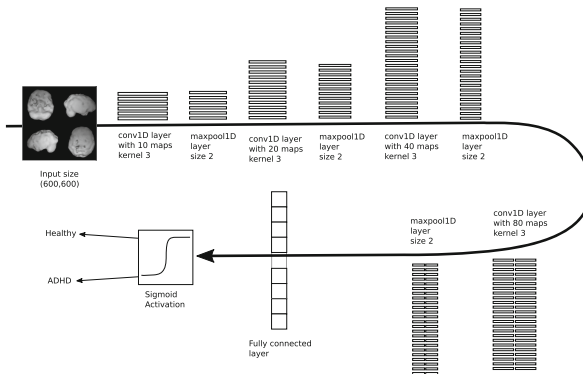 Input size
(600,600)
conv1D layer
with 10 maps
kernel 3
maxpool1D
layer
size 2
conv1D layer
with 20 maps
kernel 3
maxpool1D
layer
size 2
conv1D layer
with 40 maps
kernel 3
maxpool1D
layer
size 2
conv1D layer
with 80 maps
kernel 3
maxpool1D
layer
size 2
Fully connected
layer
Sigmoid
Activation
Healthy
ADHD